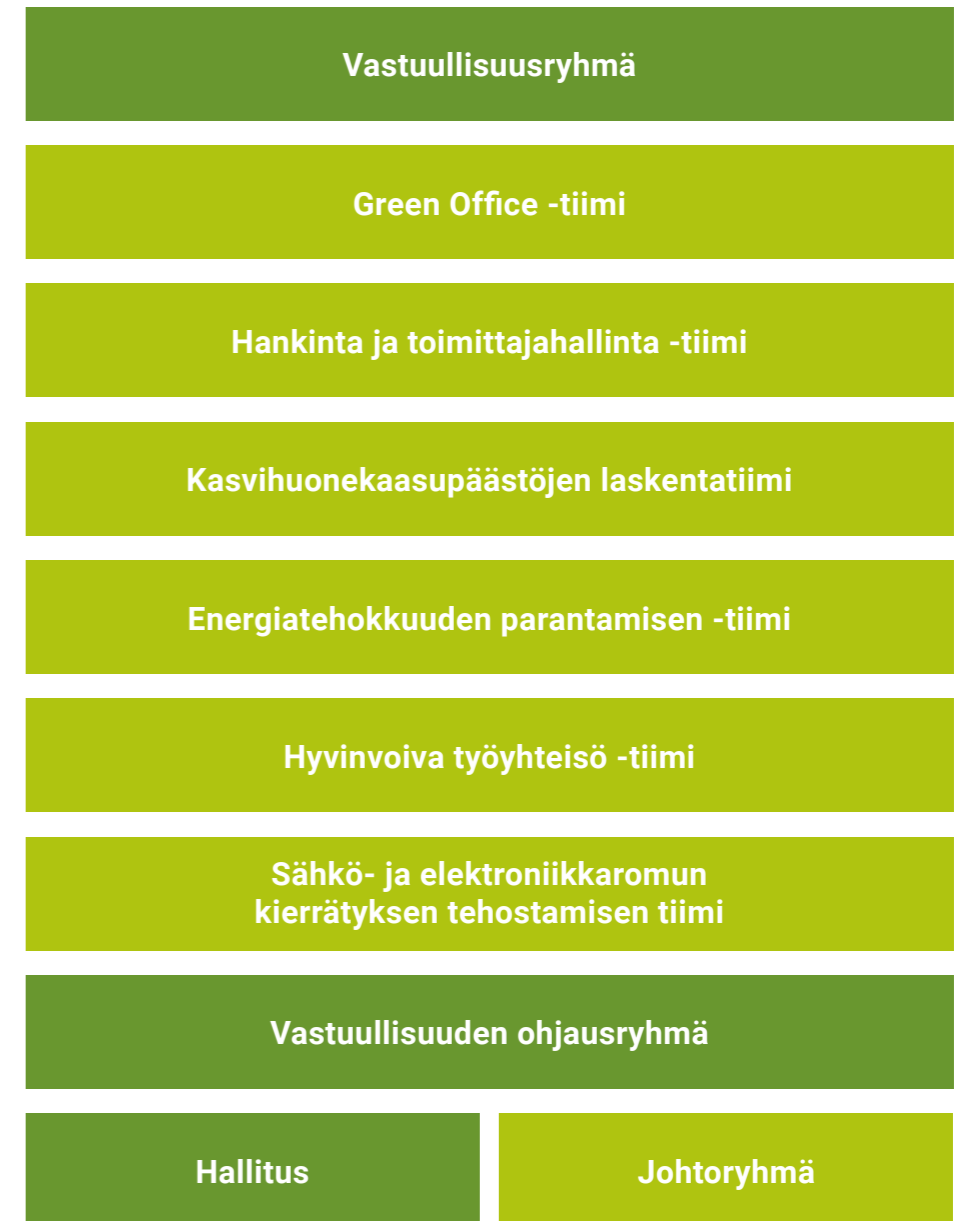 Vastuullisuusryhmä
Green Office -tiimi
Hankinta ja toimittajahallinta -tiimi
Kasvihuonekaasupäästöjen laskentatiimi
Energiatehokkuuden parantamisen -tiimi
Hyvinvoiva työyhteisö -tiimi
Sähkö- ja elektroniikkaromun
kierrätyksen tehostamisen tiimi
Vastuullisuuden ohjausryhmä
Hallitus
Johtoryhmä